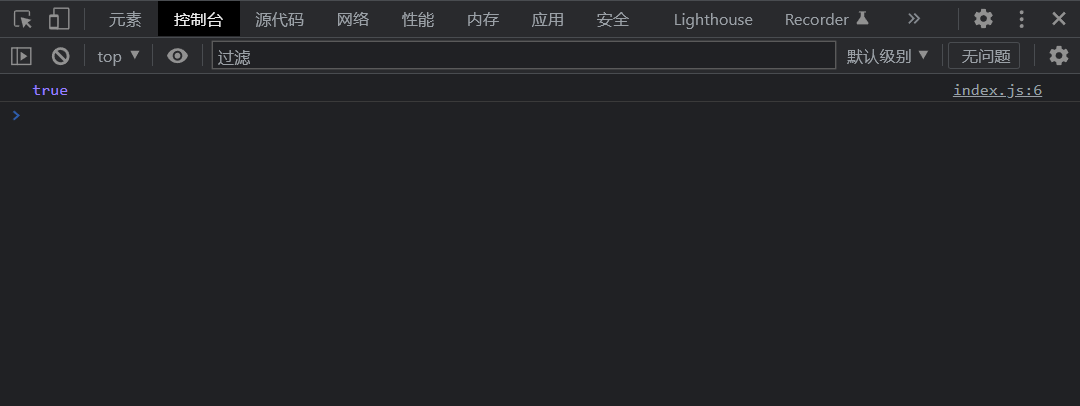 元素 控制台 源代码 网络 性能 内存 应用 安全 Lighthouse Recorder
top 过滤 默认级别 无问题
true index.js:6